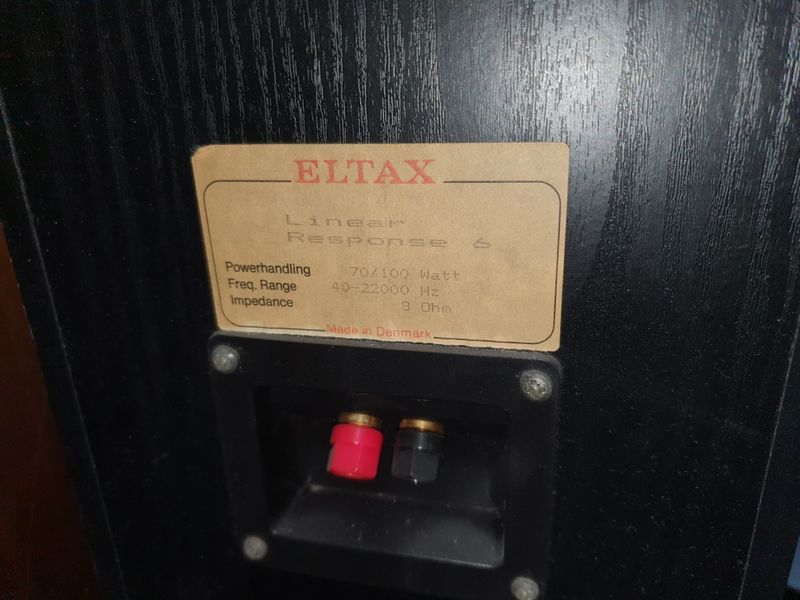 ELTAX
Linear
Response 6
Powerhandling 70/100 Watt
Freq. Range 40-22000 Hz
Impedance 8 Ohm
Made in Denmark